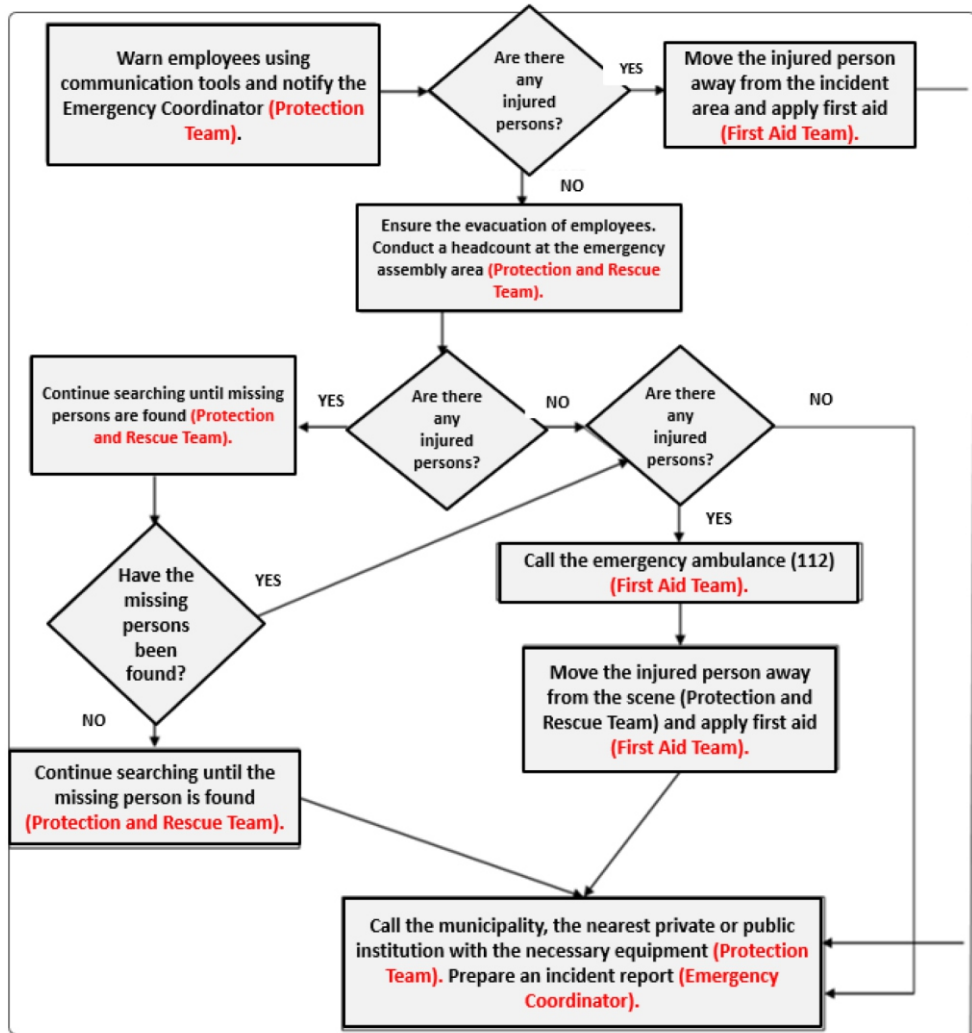 Warn employees using
communication tools and notify the
Emergency Coordinator (Protection
Team).
Are there
any
injured
persons?
YES
Move the injured person
away from the incident
area and apply first aid
(First Aid Team).
NO
Ensure the evacuation of employees.
Conduct a headcount at the emergency
assembly area (Protection and Rescue
Team).
Continue searching until missing
persons are found (Protection
and Rescue Team).
YES
Are there
any
injured
persons?
NO
Are there
any
injured
persons?
NO
YES
Have the
missing
persons
been
found?
YES
Call the emergency ambulance (112)
(First Aid Team).
Move the injured person away
from the scene (Protection and
Rescue Team) and apply first aid
(First Aid Team).
NO
Continue searching until the
missing person is found
(Protection and Rescue Team).
Call the municipality, the nearest private or public
institution with the necessary equipment (Protection
Team). Prepare an incident report (Emergency
Coordinator).